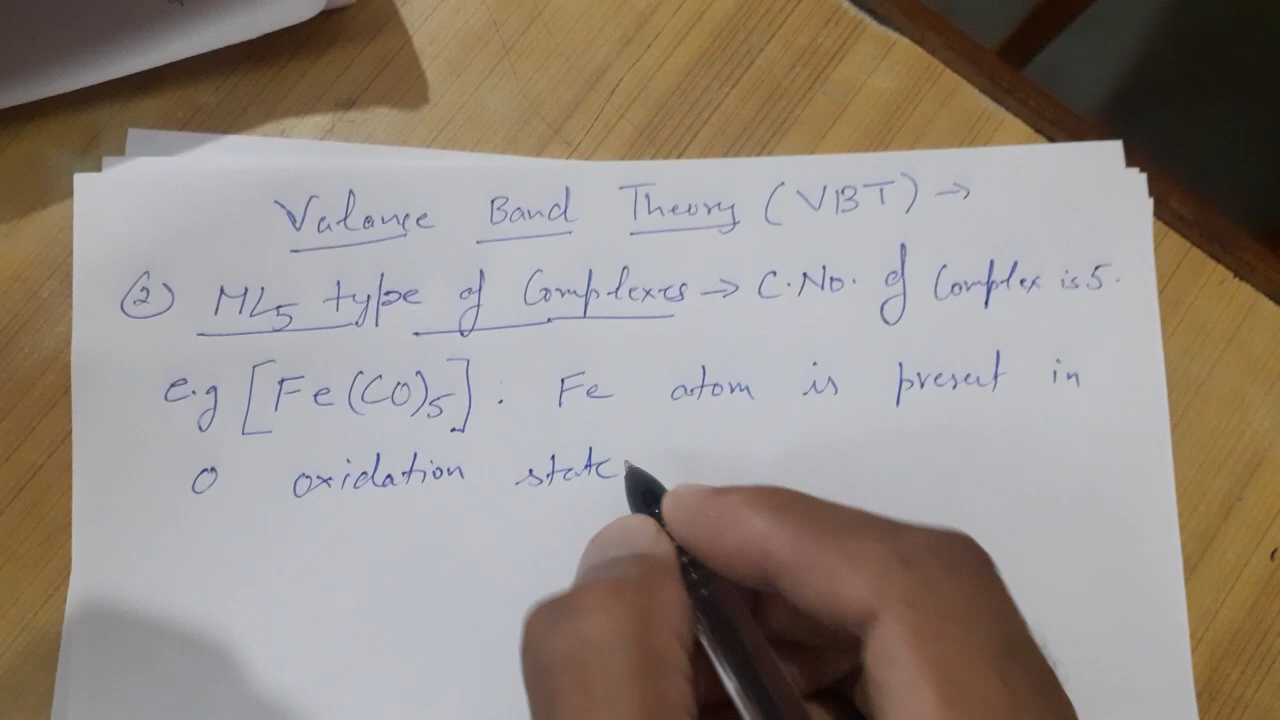 Valance Band Theory (VBT) →
② ML5 type of Complexes → C.No. of Complex is 5.
e.g [Fe(CO)5] : Fe atom is present in
0 oxidation state